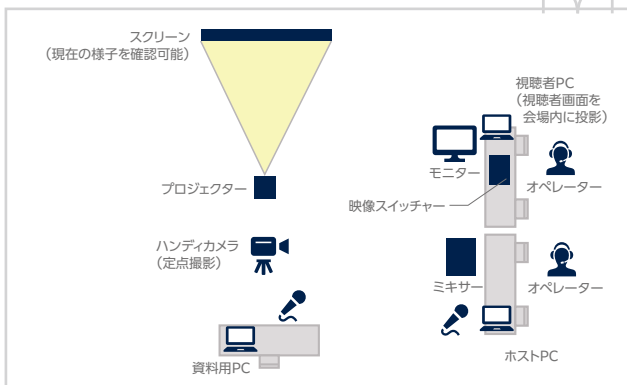 スクリーン
(現在の様子を確認可能)
視聴者PC
(視聴者画面を
会場内に投影)
モニター
オペレーター
プロジェクター
映像スイッチャー
ハンディカメラ
(定点撮影)
ミキサー
オペレーター
資料用PC
ホストPC